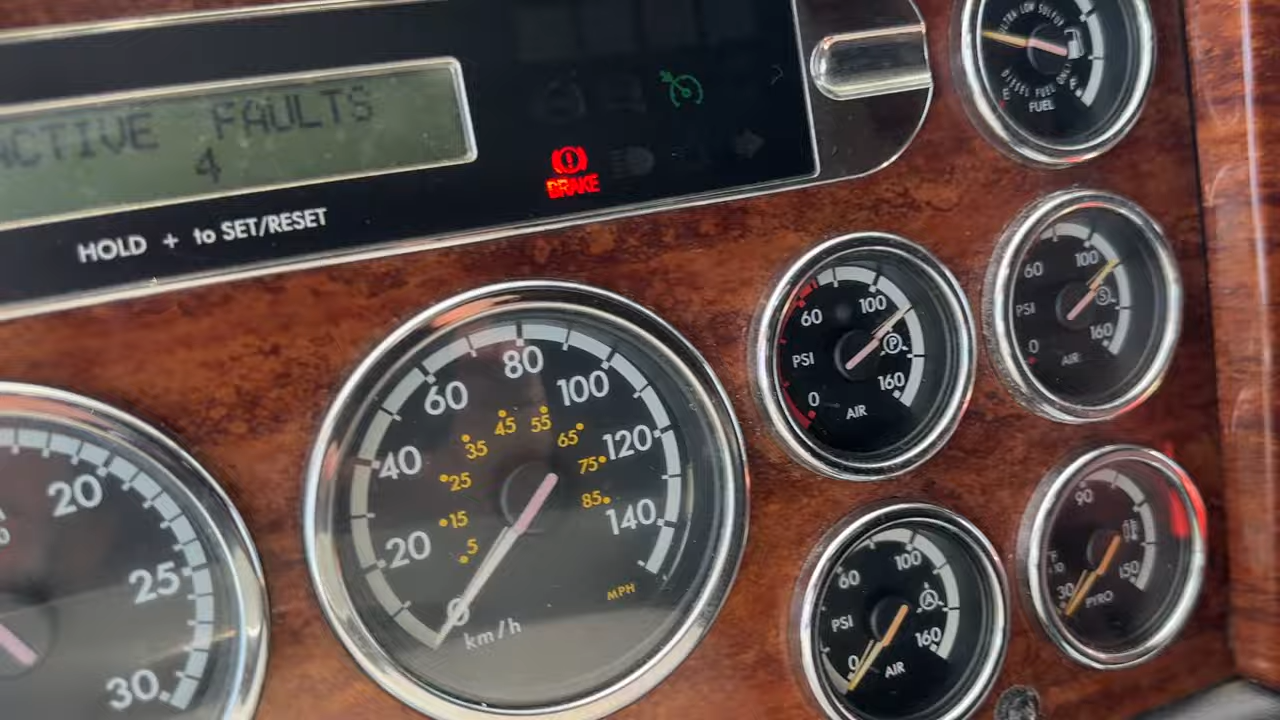 ACTIVE FAULTS
4
HOLD + to SET/RESET
BRAKE
ULTRA LOW SULFUR
DIESEL FUEL ONLY
E
F
FUEL
60
100
PSI
S
0
160
AIR
60
100
PSI
P
0
160
AIR
80
60
100
40
120
20
140
0
45
55
35
65
25
75
15
85
5
MPH
km/h
20
25
30
60
100
PSI
A
0
160
AIR
90
30
150
PYRO